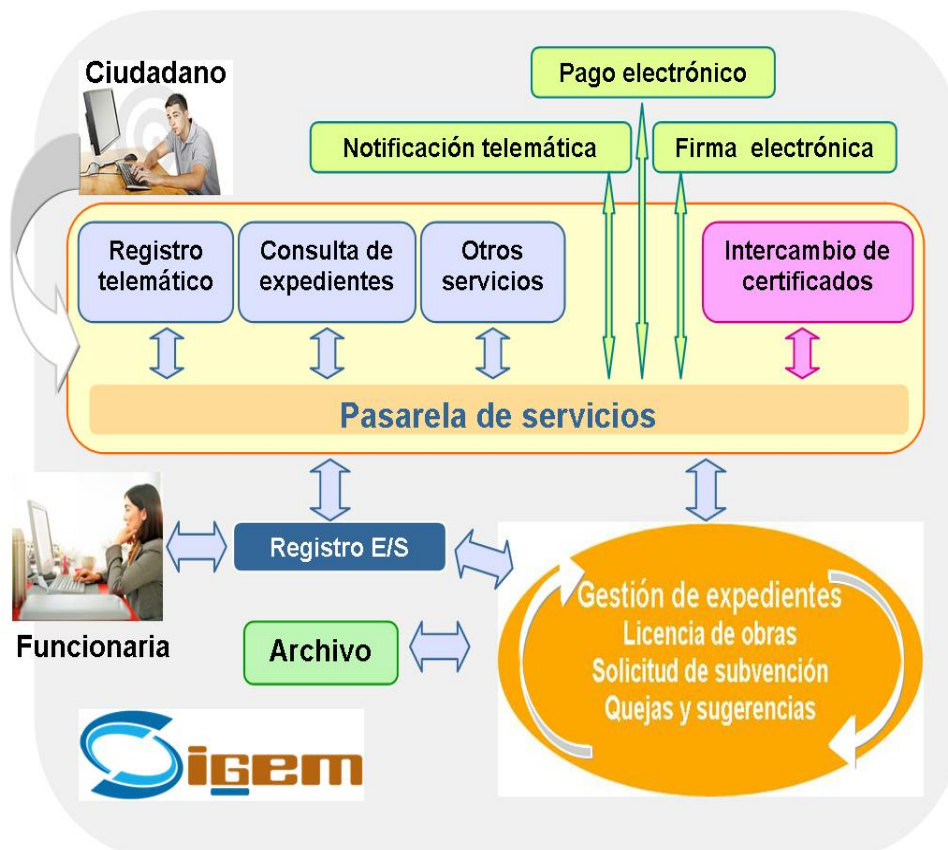 Ciudadano
Pago electrónico
Notificación telemática
Firma electrónica
Registro
telemático
Consulta de
expedientes
Otros
servicios
Intercambio de
certificados
Pasarela de servicios
Registro E/S
Funcionaria
Archivo
Gestión de expedientes
Licencia de obras
Solicitud de subvención
Quejas y sugerencias
Sigem